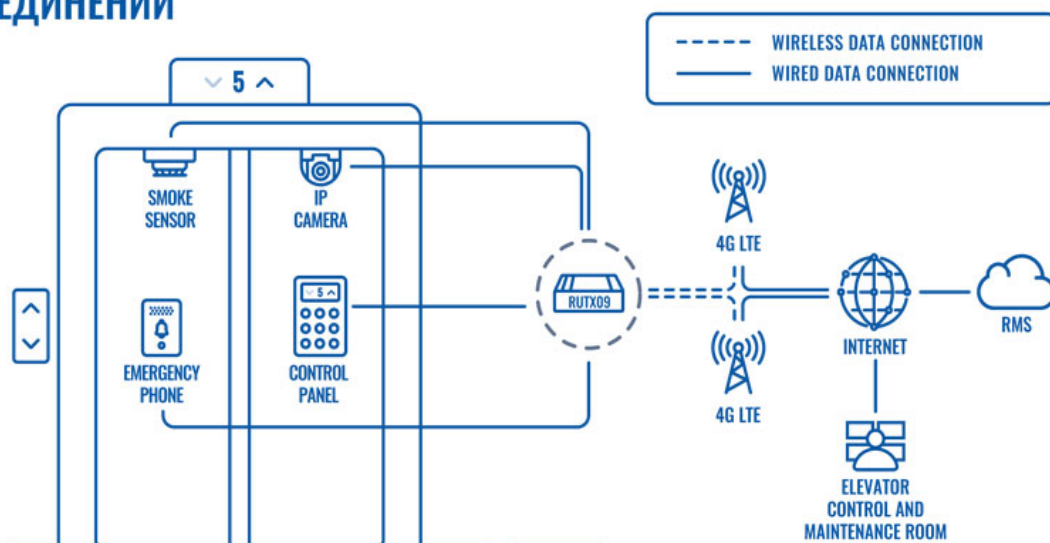 ЕДИНЕНИЙ
WIRELESS DATA CONNECTION
WIRED DATA CONNECTION
5
SMOKE
SENSOR
IP
CAMERA
4G LTE
5
RUTX09
EMERGENCY
PHONE
CONTROL
PANEL
INTERNET
RMS
4G LTE
ELEVATOR
CONTROL AND
MAINTENANCE ROOM